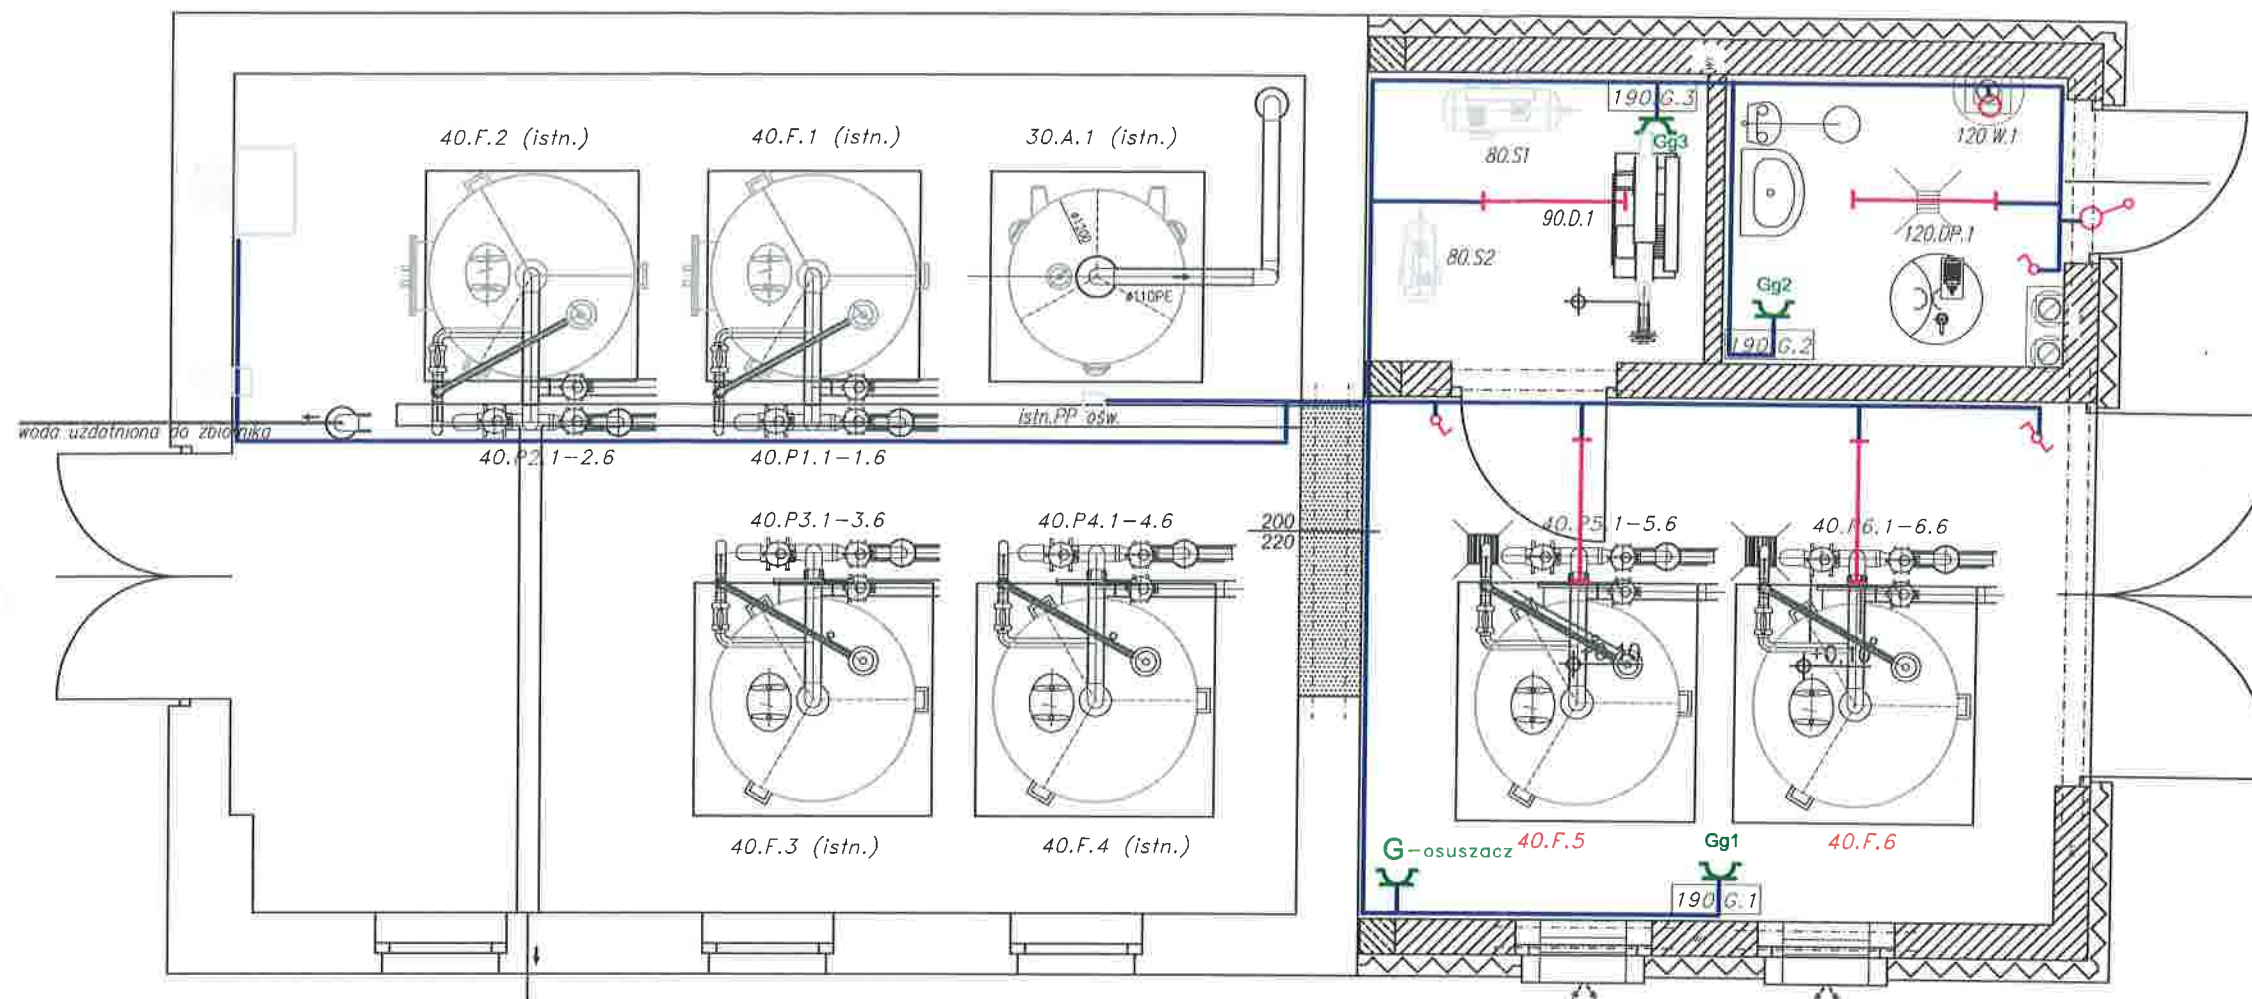 40.F.2 (istn.)
40.F.1 (istn.)
30.A.1 (istn.)
190.G.3
Gg3
80.S1
120.W.1
90.D.1
80.S2
120.DP.1
Gg2
190.G.2
ø1200
ø110PE
woda uzdatniona do zbiornika
istn.PP ośw.
40.P2.1-2.6
40.P1.1-1.6
40.P3.1-3.6
40.P4.1-4.6
200
220
40.P5.1-5.6
40.P6.1-6.6
40.F.3 (istn.)
40.F.4 (istn.)
G-osuszacz
40.F.5
Gg1
40.F.6
190.G.1